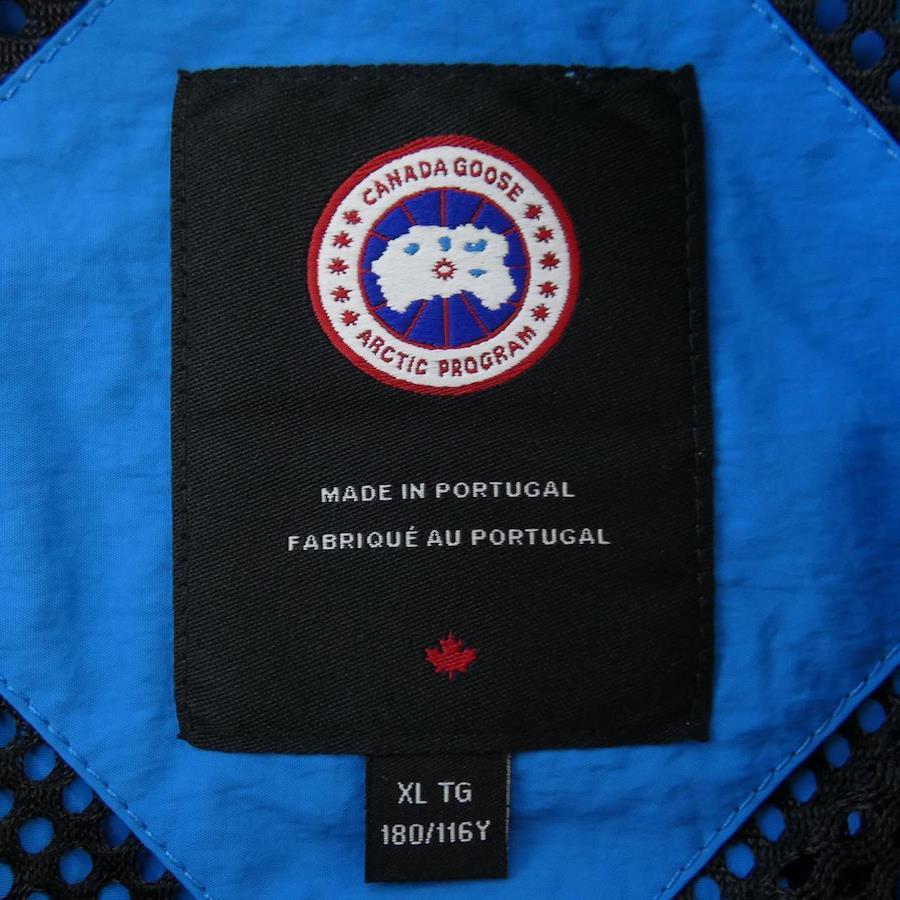 CANADA GOOSE
ARCTIC PROGRAM
MADE IN PORTUGAL
FABRIQUÉ AU PORTUGAL
XL TG
180/116Y